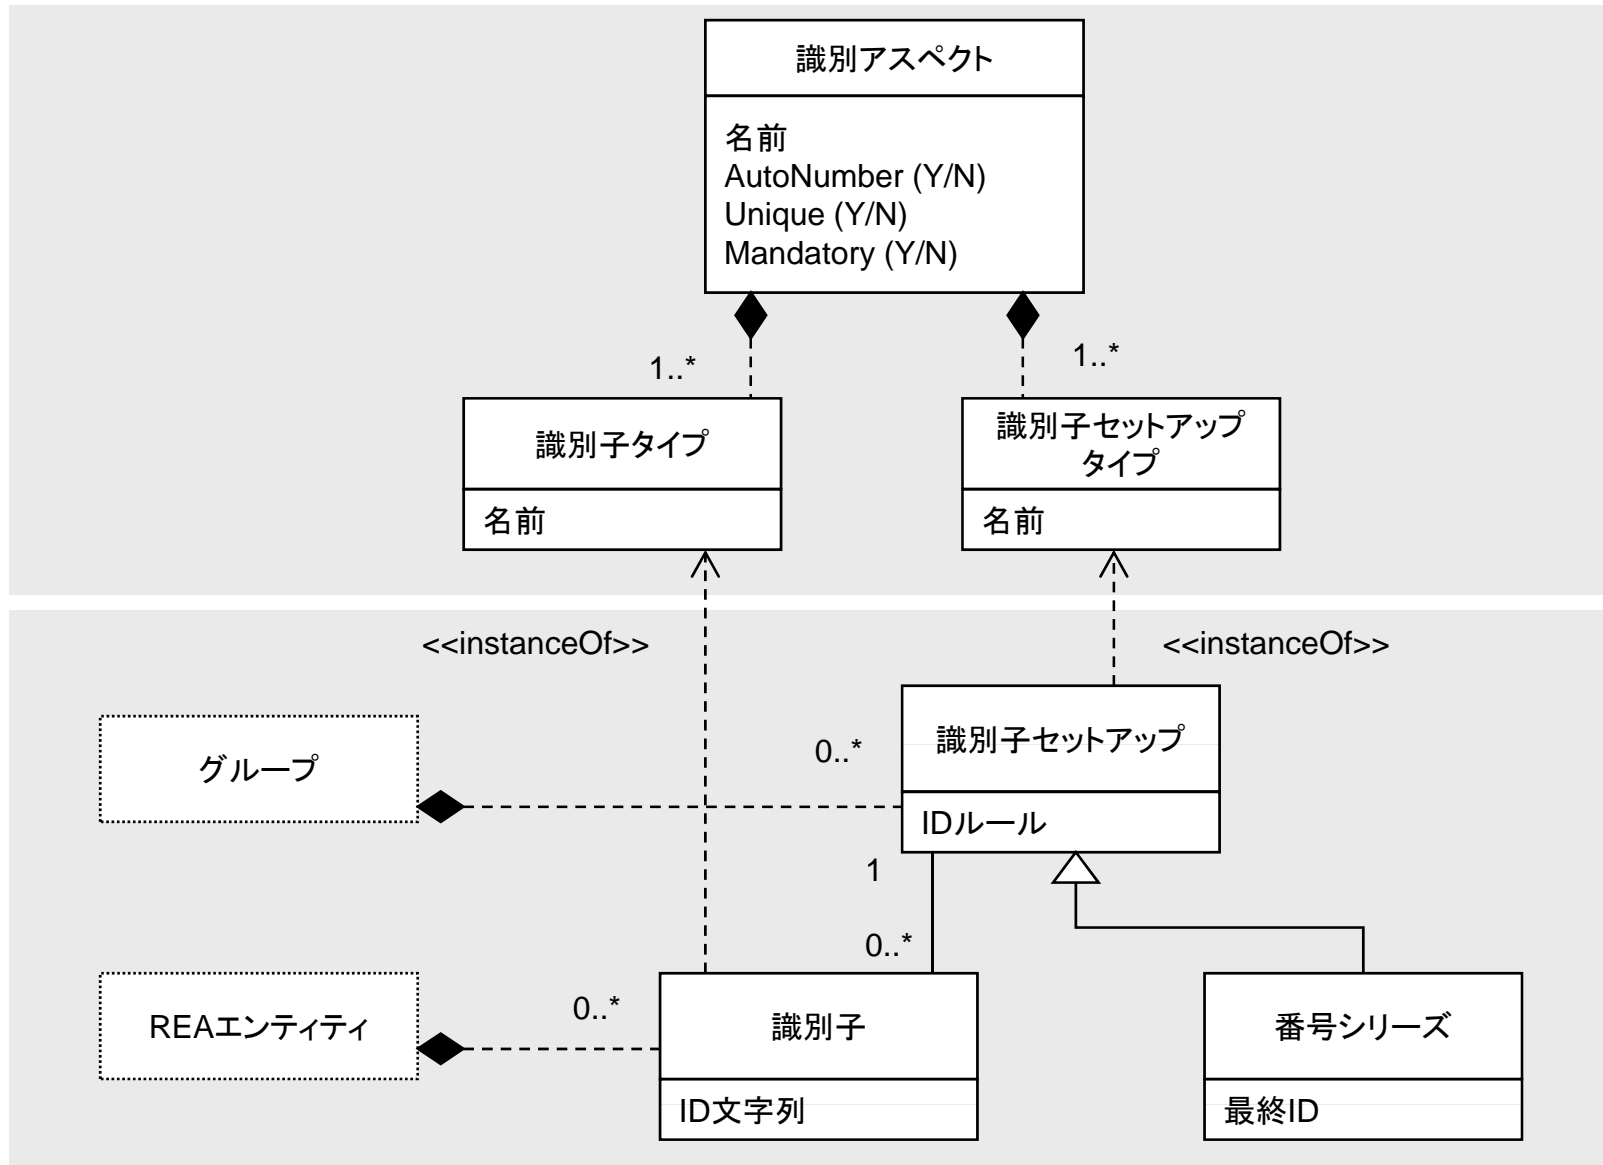 識別アスペクト
名前
AutoNumber (Y/N)
Unique (Y/N)
Mandatory (Y/N)
1..*
1..*
識別子タイプ
名前
識別子セットアップ
タイプ
名前
<<instanceOf>>
<<instanceOf>>
グループ
0..*
識別子セットアップ
IDルール
1
0..*
REAエンティティ
0..*
識別子
ID文字列
番号シリーズ
最終ID